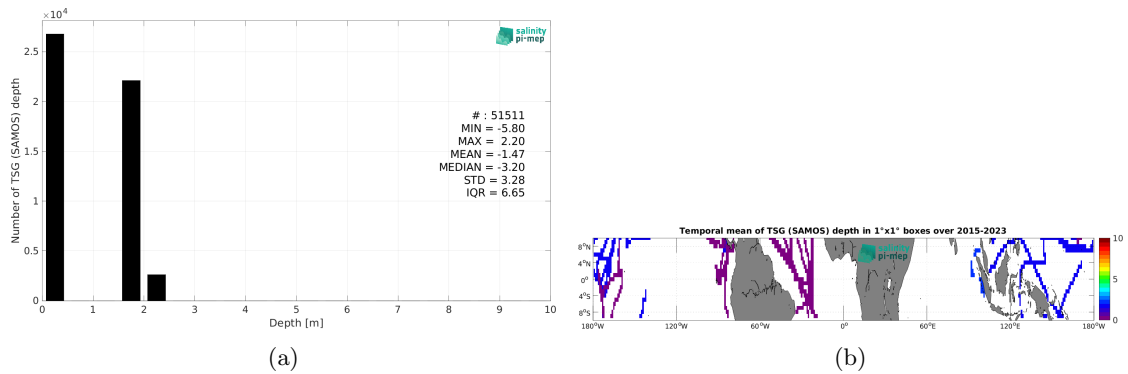 ×10⁴
2.5
2
1.5
1
0.5
0
Number of TSG (SAMOS) depth
salinity
pi-mep
# : 51511
MIN = -5.80
MAX = 2.20
MEAN = -1.47
MEDIAN = -3.20
STD = 3.28
IQR = 6.65
0 1 2 3 4 5 6 7 8 9 10
Depth [m]
(a)
Temporal mean of TSG (SAMOS) depth in 1°x1° boxes over 2015-2023
8°N
4°N
0°
4°S
8°S
salinity
pi-mep
10
5
0
180°W 120°W 60°W 0° 60°E 120°E 180°W
(b)